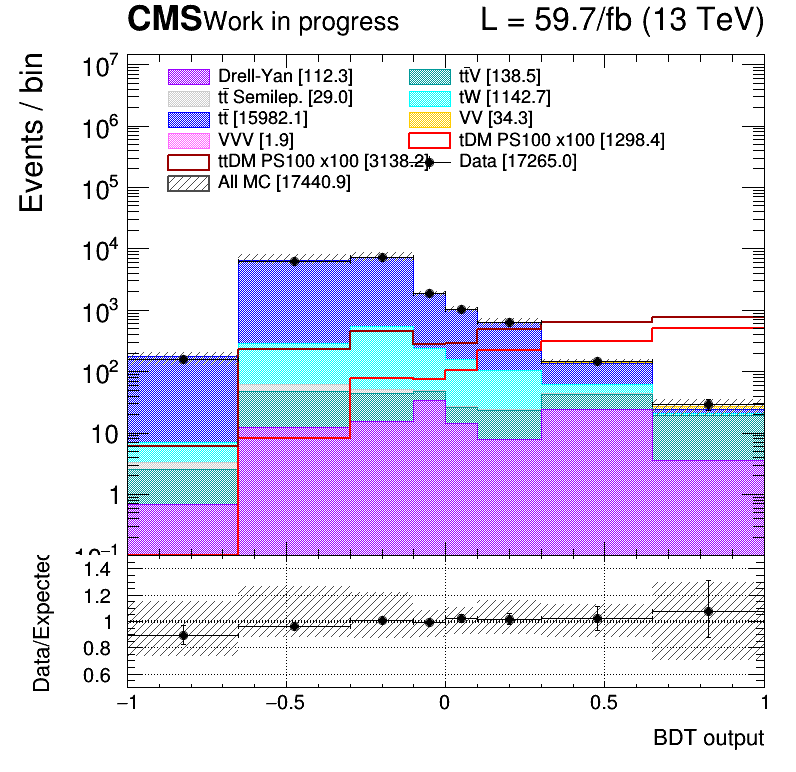 CMS Work in progress L = 59.7/fb (13 TeV)
Events / bin
10⁷
10⁶
10⁵
10⁴
10³
10²
10
1
10⁻¹
Drell-Yan [112.3] tt̄V [138.5]
tt̄ Semilep. [29.0] tW [1142.7]
tt̄ [15982.1] VV [34.3]
VVV [1.9] tDM PS100 x100 [1298.4]
ttDM PS100 x100 [3138.2] Data [17265.0]
All MC [17440.9]
Data/Expected
1.4
1.2
1
0.8
0.6
−1 −0.5 0 0.5 1
BDT output